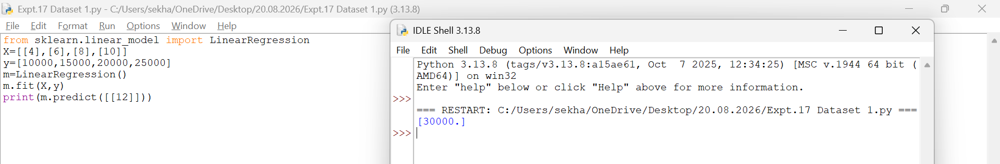 Expt.17 Dataset 1.py - C:/Users/sekha/OneDrive/Desktop/20.08.2026/Expt.17 Dataset 1.py (3.13.8)
File Edit Format Run Options Window Help
from sklearn.linear_model import LinearRegression
X=[[4],[6],[8],[10]]
y=[10000,15000,20000,25000]
m=LinearRegression()
m.fit(X,y)
print(m.predict([[12]]))
IDLE Shell 3.13.8
File Edit Shell Debug Options Window Help
Python 3.13.8 (tags/v3.13.8:a15ae61, Oct  7 2025, 12:34:25) [MSC v.1944 64 bit (
AMD64)] on win32
Enter "help" below or click "Help" above for more information.
>>>
=== RESTART: C:/Users/sekha/OneDrive/Desktop/20.08.2026/Expt.17 Dataset 1.py ===
[30000.]
>>>